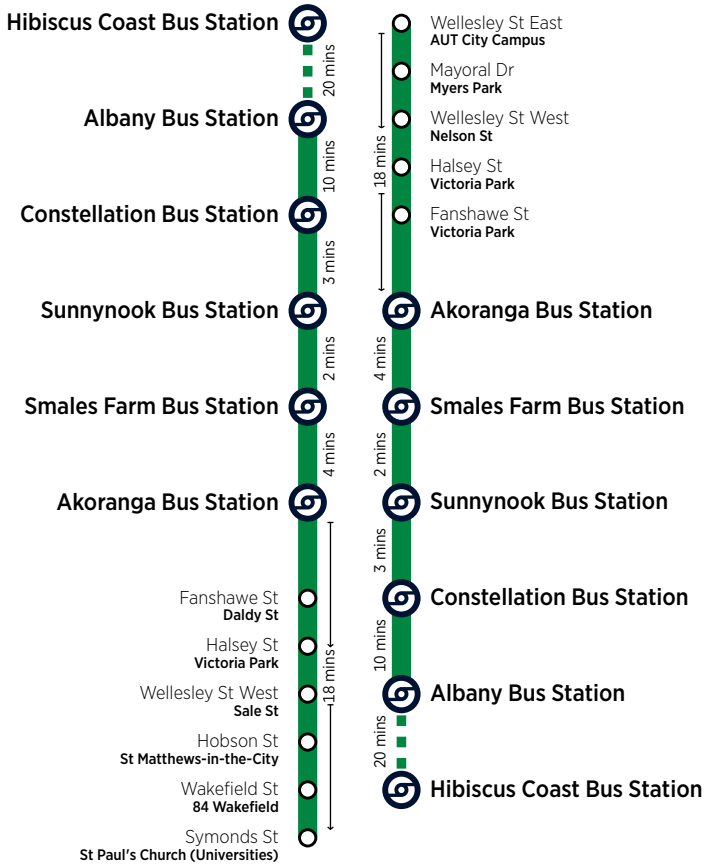 Hibiscus Coast Bus Station
20 mins
Albany Bus Station
10 mins
Constellation Bus Station
3 mins
Sunnynook Bus Station
2 mins
Smales Farm Bus Station
4 mins
Akoranga Bus Station
Fanshawe St
Daldy St
Halsey St
Victoria Park
18 mins
Wellesley St West
Sale St
Hobson St
St Matthews-in-the-City
Wakefield St
84 Wakefield
Symonds St
St Paul's Church (Universities)
Wellesley St East
AUT City Campus
Mayoral Dr
Myers Park
Wellesley St West
Nelson St
18 mins
Halsey St
Victoria Park
Fanshawe St
Victoria Park
Akoranga Bus Station
4 mins
Smales Farm Bus Station
2 mins
Sunnynook Bus Station
3 mins
Constellation Bus Station
10 mins
Albany Bus Station
20 mins
Hibiscus Coast Bus Station